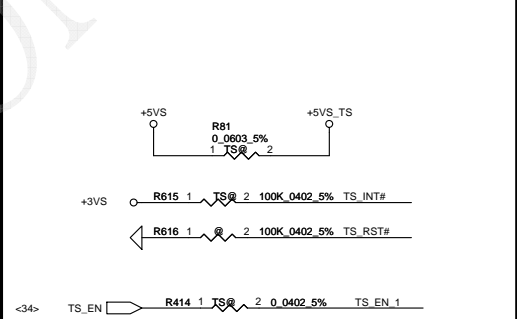 +5VS +5VS_TS
R81
0_0603_5%
1 TS@ 2
+3VS R615 1 TS@ 2 100K_0402_5% TS_INT#
R616 1 @ 2 100K_0402_5% TS_RST#
<34> TS_EN R414 1 TS@ 2 0_0402_5% TS_EN_1